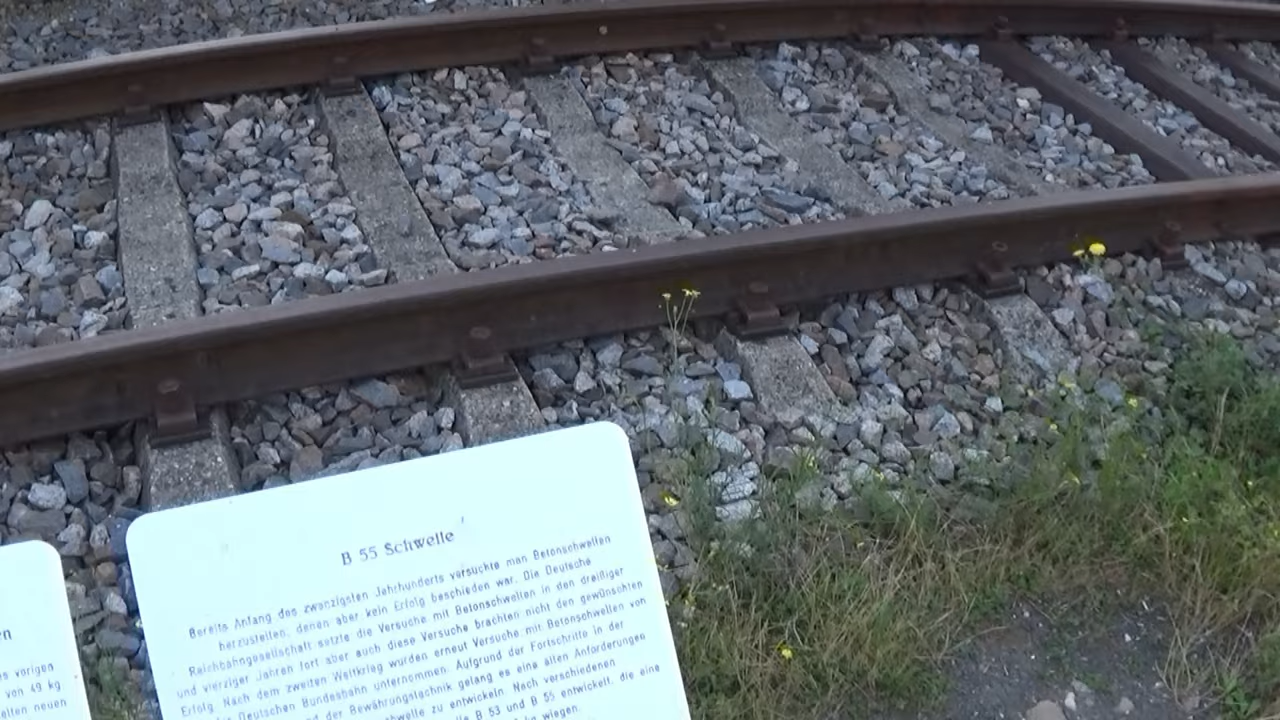 B 55 Schwelle
Bereits Anfang des zwanzigsten Jahrhunderts versuchte man Betonschwellen
herzustellen, denen aber kein Erfolg beschieden war. Die Deutsche
Reichbahngesellschaft setzte die Versuche mit Betonschwellen in den dreißiger
und vierziger Jahren fort aber auch diese Versuche brachten nicht den gewünschten
Erfolg. Nach dem zweiten Weltkrieg wurden erneut Versuche mit Betonschwellen von
Deutschen Bundesbahn unternommen. Aufgrund der Fortschritte in der
der Bewährungstechnik gelang es eine allen Anforderungen
schwelle zu entwickeln. Nach verschiedenen
B 53 und B 55 entwickelt, die eine
kg wiegen.
en
s vorigen
von 49 kg
neuen